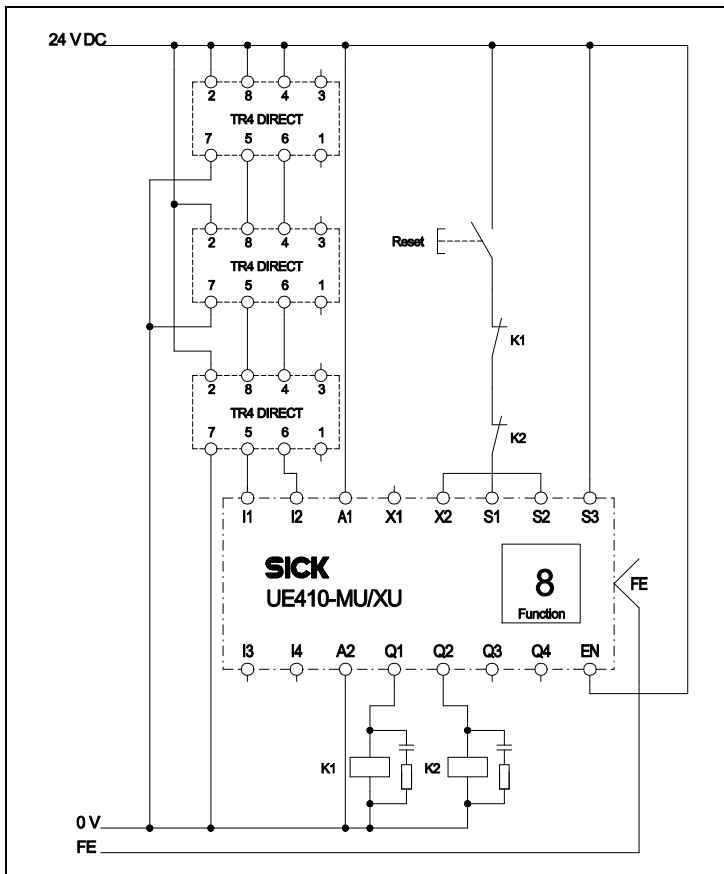 24 V DC
2 8 4 3
TR4 DIRECT
7 5 6 1
2 8 4 3
TR4 DIRECT
7 5 6 1
2 8 4 3
TR4 DIRECT
7 5 6 1
Reset
K1
K2
I1 I2 A1 X1 X2 S1 S2 S3
SICK
UE410-MU/XU
8
Function
FE
I3 I4 A2 Q1 Q2 Q3 Q4 EN
K1 K2
0 V
FE